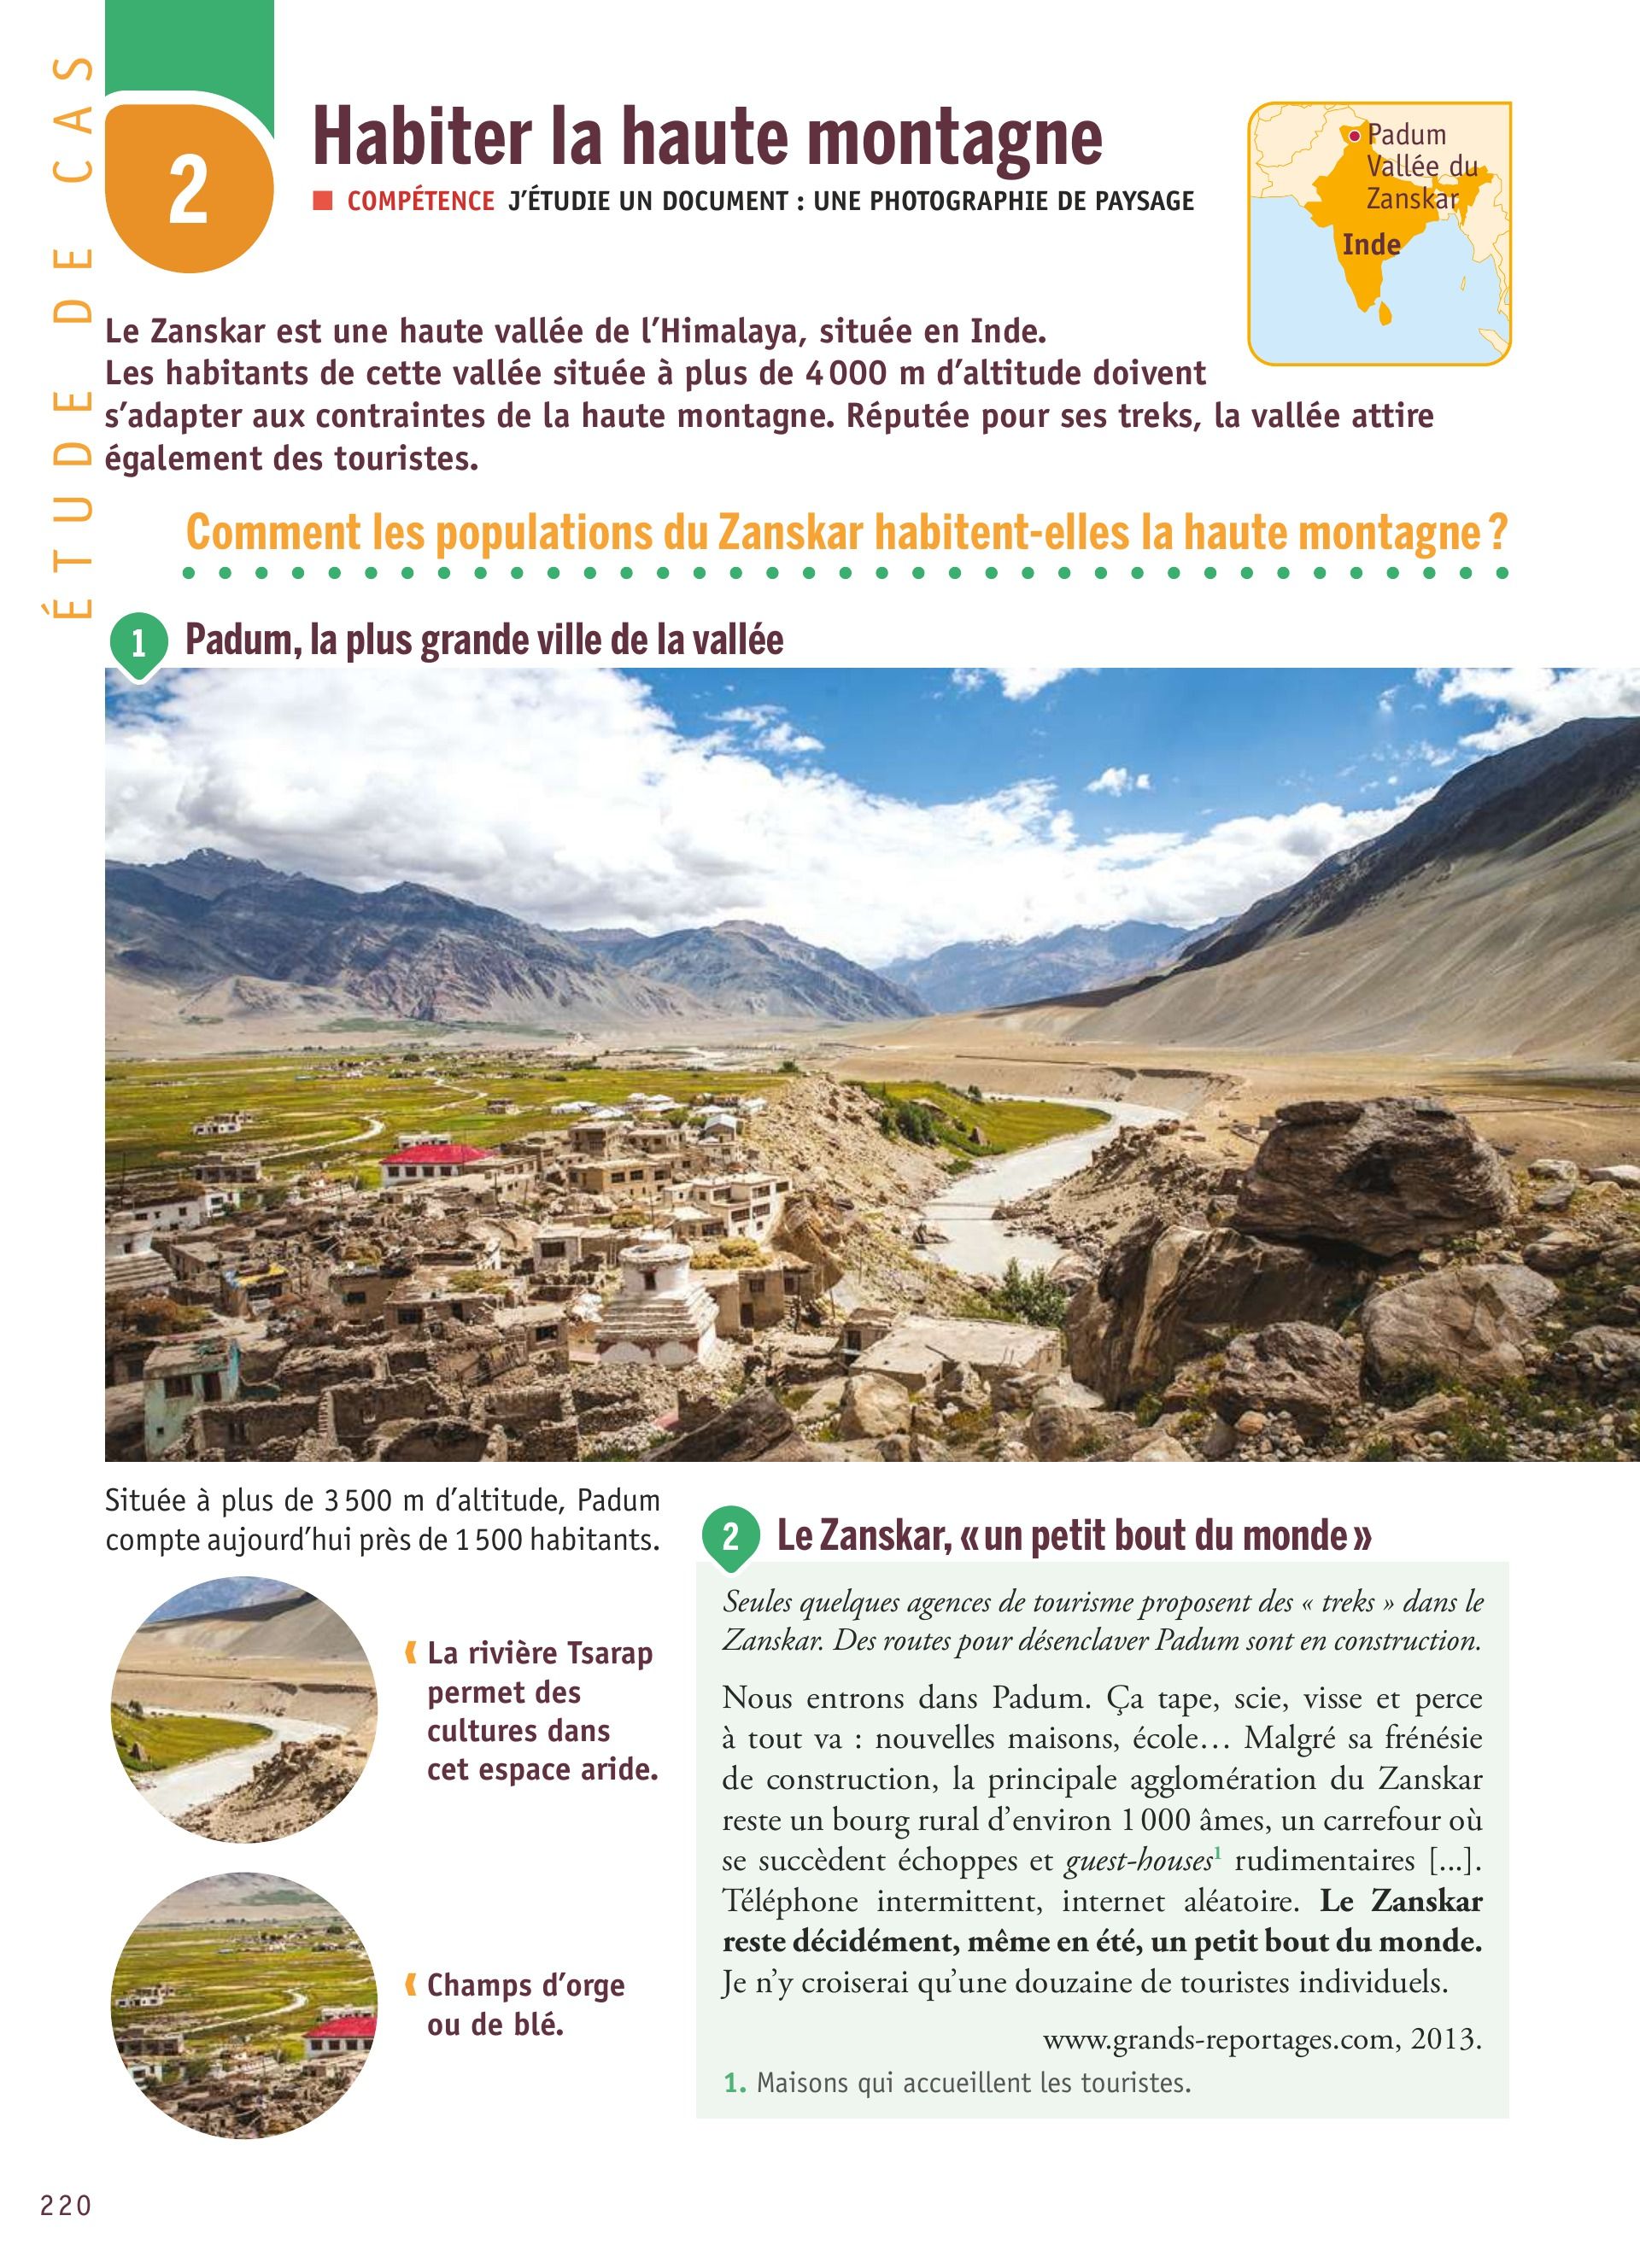 ÉTUDE DE CAS
2
Habiter la haute montagne
COMPÉTENCE J'ÉTUDIE UN DOCUMENT : UNE PHOTOGRAPHIE DE PAYSAGE
Padum
Vallée du
Zanskar
Inde
Le Zanskar est une haute vallée de l'Himalaya, située en Inde.
Les habitants de cette vallée située à plus de 4 000 m d'altitude doivent
s'adapter aux contraintes de la haute montagne. Réputée pour ses treks, la vallée attire
également des touristes.
Comment les populations du Zanskar habitent-elles la haute montagne ?
1 Padum, la plus grande ville de la vallée
Située à plus de 3 500 m d'altitude, Padum
compte aujourd'hui près de 1 500 habitants.
La rivière Tsarap
permet des
cultures dans
cet espace aride.
Champs d'orge
ou de blé.
2 Le Zanskar, « un petit bout du monde »
Seules quelques agences de tourisme proposent des « treks » dans le
Zanskar. Des routes pour désenclaver Padum sont en construction.
Nous entrons dans Padum. Ça tape, scie, visse et perce
à tout va : nouvelles maisons, école… Malgré sa frénésie
de construction, la principale agglomération du Zanskar
reste un bourg rural d'environ 1 000 âmes, un carrefour où
se succèdent échoppes et guest-houses¹ rudimentaires [...].
Téléphone intermittent, internet aléatoire. Le Zanskar
reste décidément, même en été, un petit bout du monde.
Je n'y croiserai qu'une douzaine de touristes individuels.
www.grands-reportages.com, 2013.
1. Maisons qui accueillent les touristes.
220